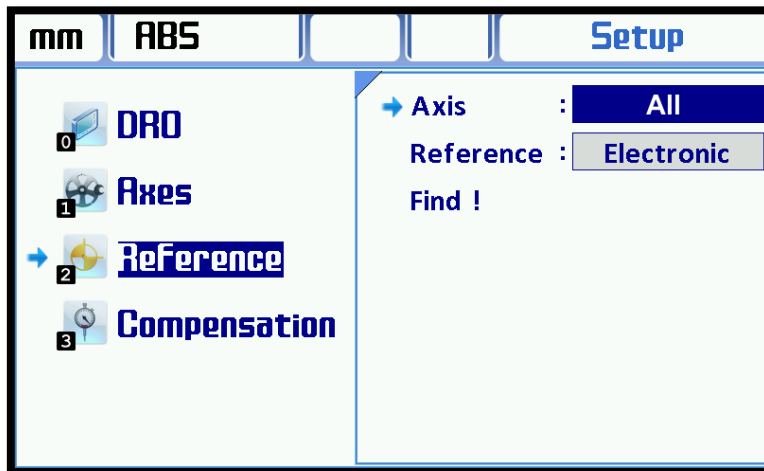 mm ABS Setup
0 DRO
1 Axes
2 Reference
3 Compensation
Axis : All
Reference : Electronic
Find !